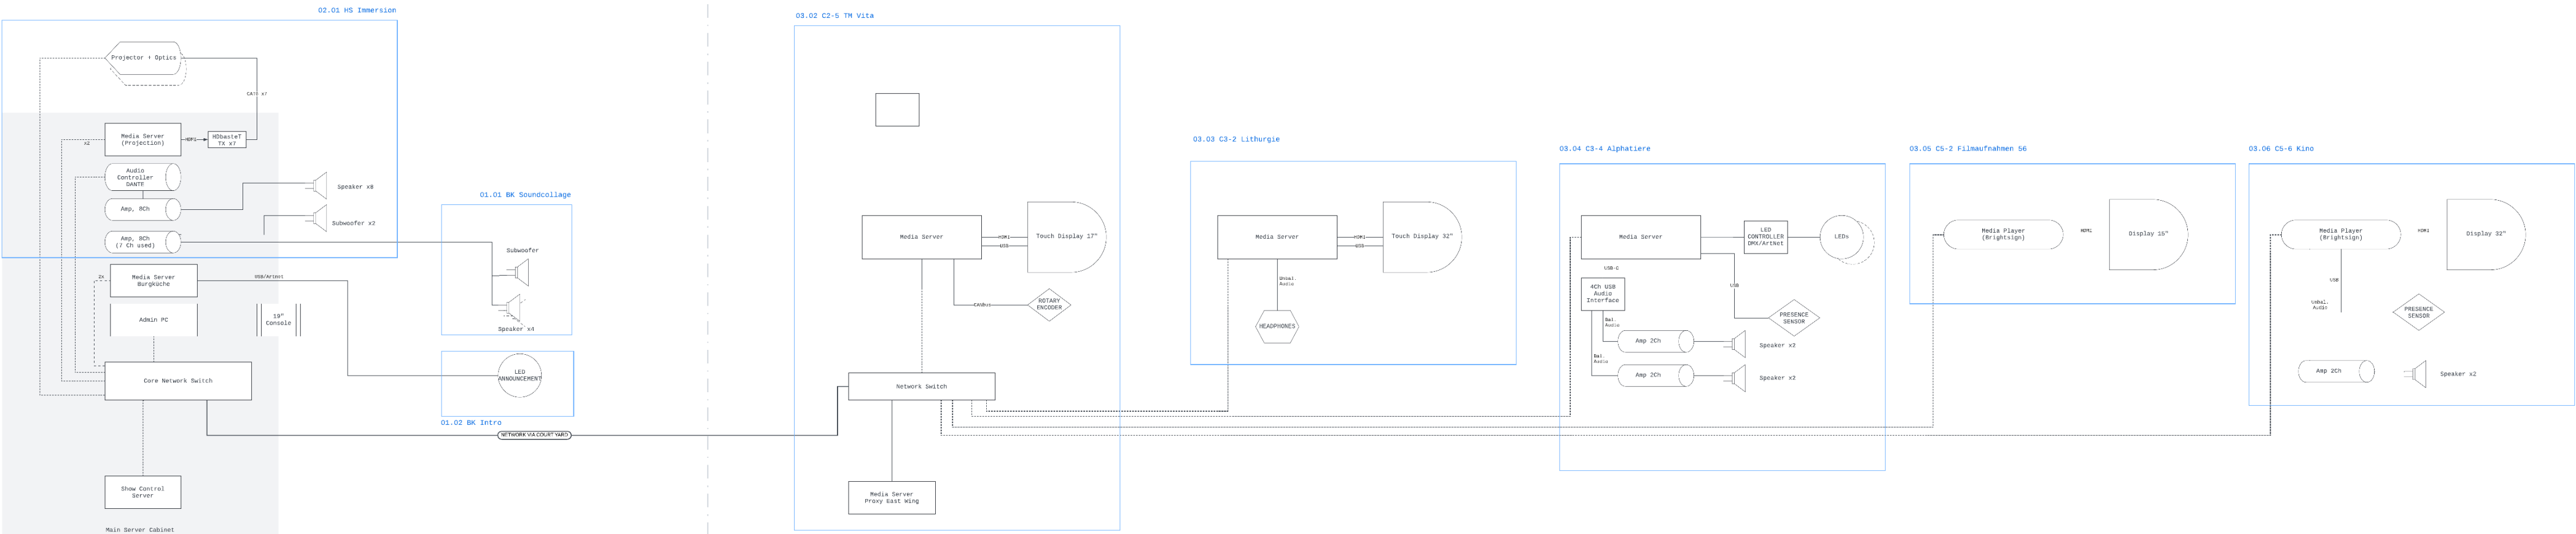 02.01 HS Immersion
Projector + Optics
CAT6 x7
Media Server
(Projection)
x2
HDMI
HDbaseT
TX x7
Audio
Controller
DANTE
Amp, 8Ch
Amp, 8Ch
(7 Ch used)
Speaker x8
Subwoofer x2
2x
Media Server
Burgküche
USB/Artnet
Admin PC
19"
Console
Core Network Switch
Show Control
Server
Main Server Cabinet
01.01 BK Soundcollage
Subwoofer
Speaker x4
LED
ANNOUNCEMENT
01.02 BK Intro
NETWORK VIA COURT YARD
03.02 C2-5 TM Vita
Media Server
HDMI
USB
Touch Display 17"
ROTARY
ENCODER
Network Switch
Media Server
Proxy East Wing
03.03 C3-2 Lithurgie
Media Server
HDMI
USB
Touch Display 32"
Unbal.
Audio
HEADPHONES
03.04 C3-4 Alphatiere
Media Server
LED
CONTROLLER
DMX/ArtNet
LEDs
USB-C
4Ch USB
Audio
Interface
USB
PRESENCE
SENSOR
Bal.
Audio
Amp 2Ch
Speaker x2
Bal.
Audio
Amp 2Ch
Speaker x2
03.05 C5-2 Filmaufnahmen 56
Media Player
(Brightsign)
HDMI
Display 15"
03.06 C5-6 Kino
Media Player
(Brightsign)
HDMI
Display 32"
USB
Unbal.
Audio
PRESENCE
SENSOR
Amp 2Ch
Speaker x2